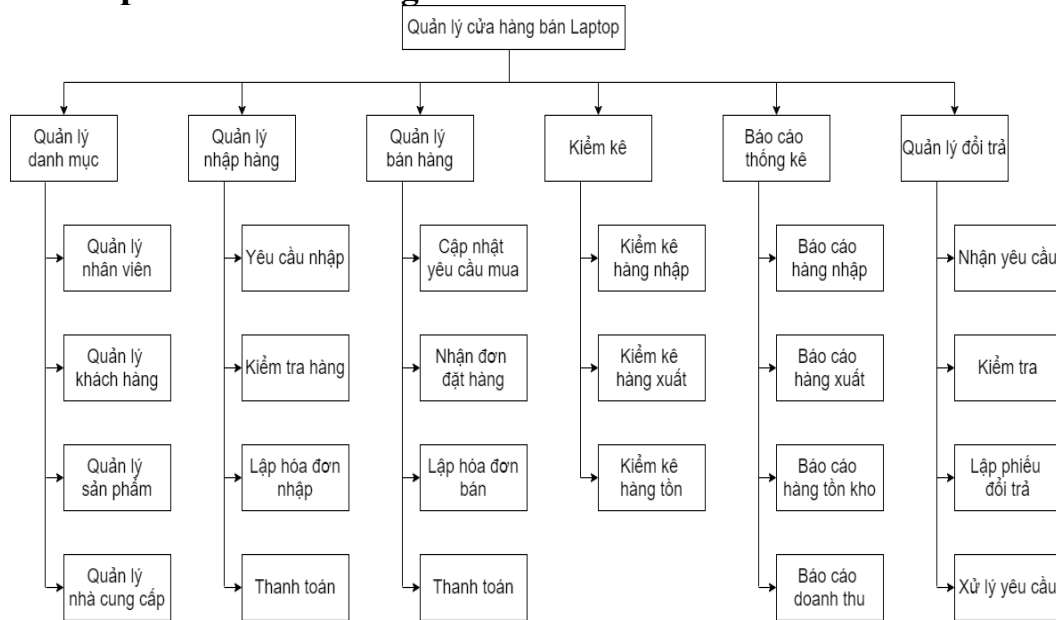 Quản lý cửa hàng bán Laptop
Quản lý
danh mục
Quản lý
nhập hàng
Quản lý
bán hàng
Kiểm kê
Báo cáo
thống kê
Quản lý đổi trả
Quản lý
nhân viên
Yêu cầu nhập
Cập nhật
yêu cầu mua
Kiểm kê
hàng nhập
Báo cáo
hàng nhập
Nhận yêu cầu
Quản lý
khách hàng
Kiểm tra hàng
Nhận đơn
đặt hàng
Kiểm kê
hàng xuất
Báo cáo
hàng xuất
Kiểm tra
Quản lý
sản phẩm
Lập hóa đơn
nhập
Lập hóa đơn
bán
Kiểm kê
hàng tồn
Báo cáo
hàng tồn kho
Lập phiếu
đổi trả
Quản lý
nhà cung cấp
Thanh toán
Thanh toán
Báo cáo
doanh thu
Xử lý yêu cầu